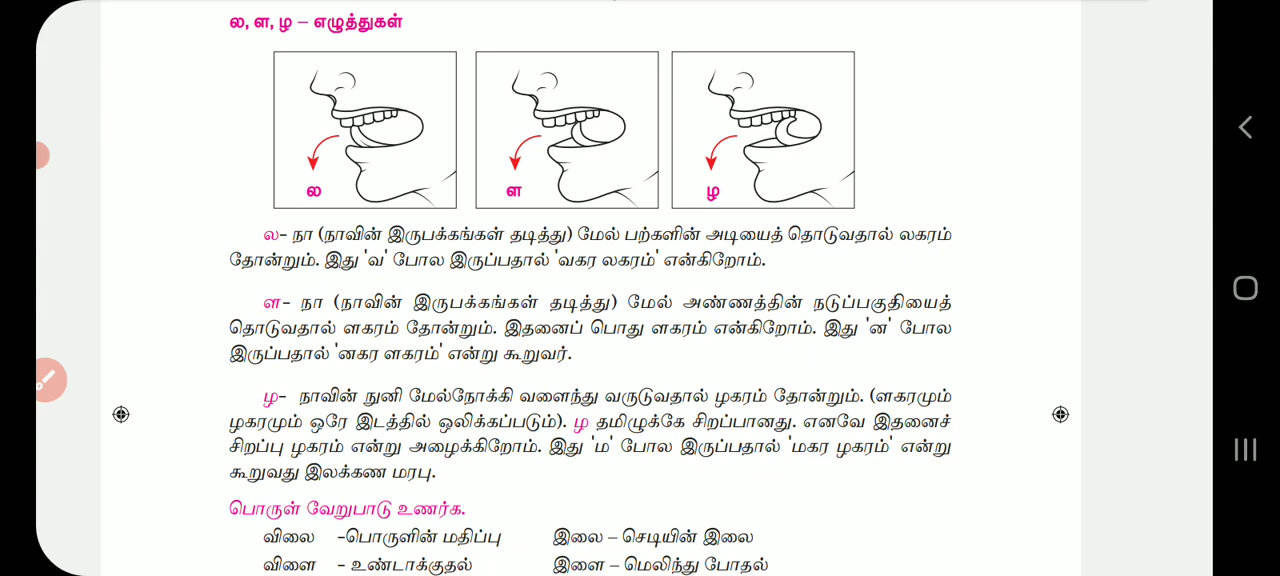 ல, ள, ழ – எழுத்துகள்
ல ள ழ
ல- நா (நாவின் இருபக்கங்கள் தடித்து) மேல் பற்களின் அடியைத் தொடுவதால் லகரம்
தோன்றும். இது 'வ' போல இருப்பதால் 'வகர லகரம்' என்கிறோம்.
ள- நா (நாவின் இருபக்கங்கள் தடித்து) மேல் அண்ணத்தின் நடுப்பகுதியைத்
தொடுவதால் ளகரம் தோன்றும். இதனைப் பொது ளகரம் என்கிறோம். இது 'ன' போல
இருப்பதால் 'னகர ளகரம்' என்று கூறுவர்.
ழ- நாவின் நுனி மேல்நோக்கி வளைந்து வருடுவதால் ழகரம் தோன்றும். (ளகரமும்
ழகரமும் ஒரே இடத்தில் ஒலிக்கப்படும்). ழ தமிழுக்கே சிறப்பானது. எனவே இதனைச்
சிறப்பு ழகரம் என்று அழைக்கிறோம். இது 'ம' போல இருப்பதால் 'மகர ழகரம்' என்று
கூறுவது இலக்கண மரபு.
பொருள் வேறுபாடு உணர்க.
விலை -பொருளின் மதிப்பு இலை – செடியின் இலை
விளை - உண்டாக்குதல் இளை – மெலிந்து போதல்